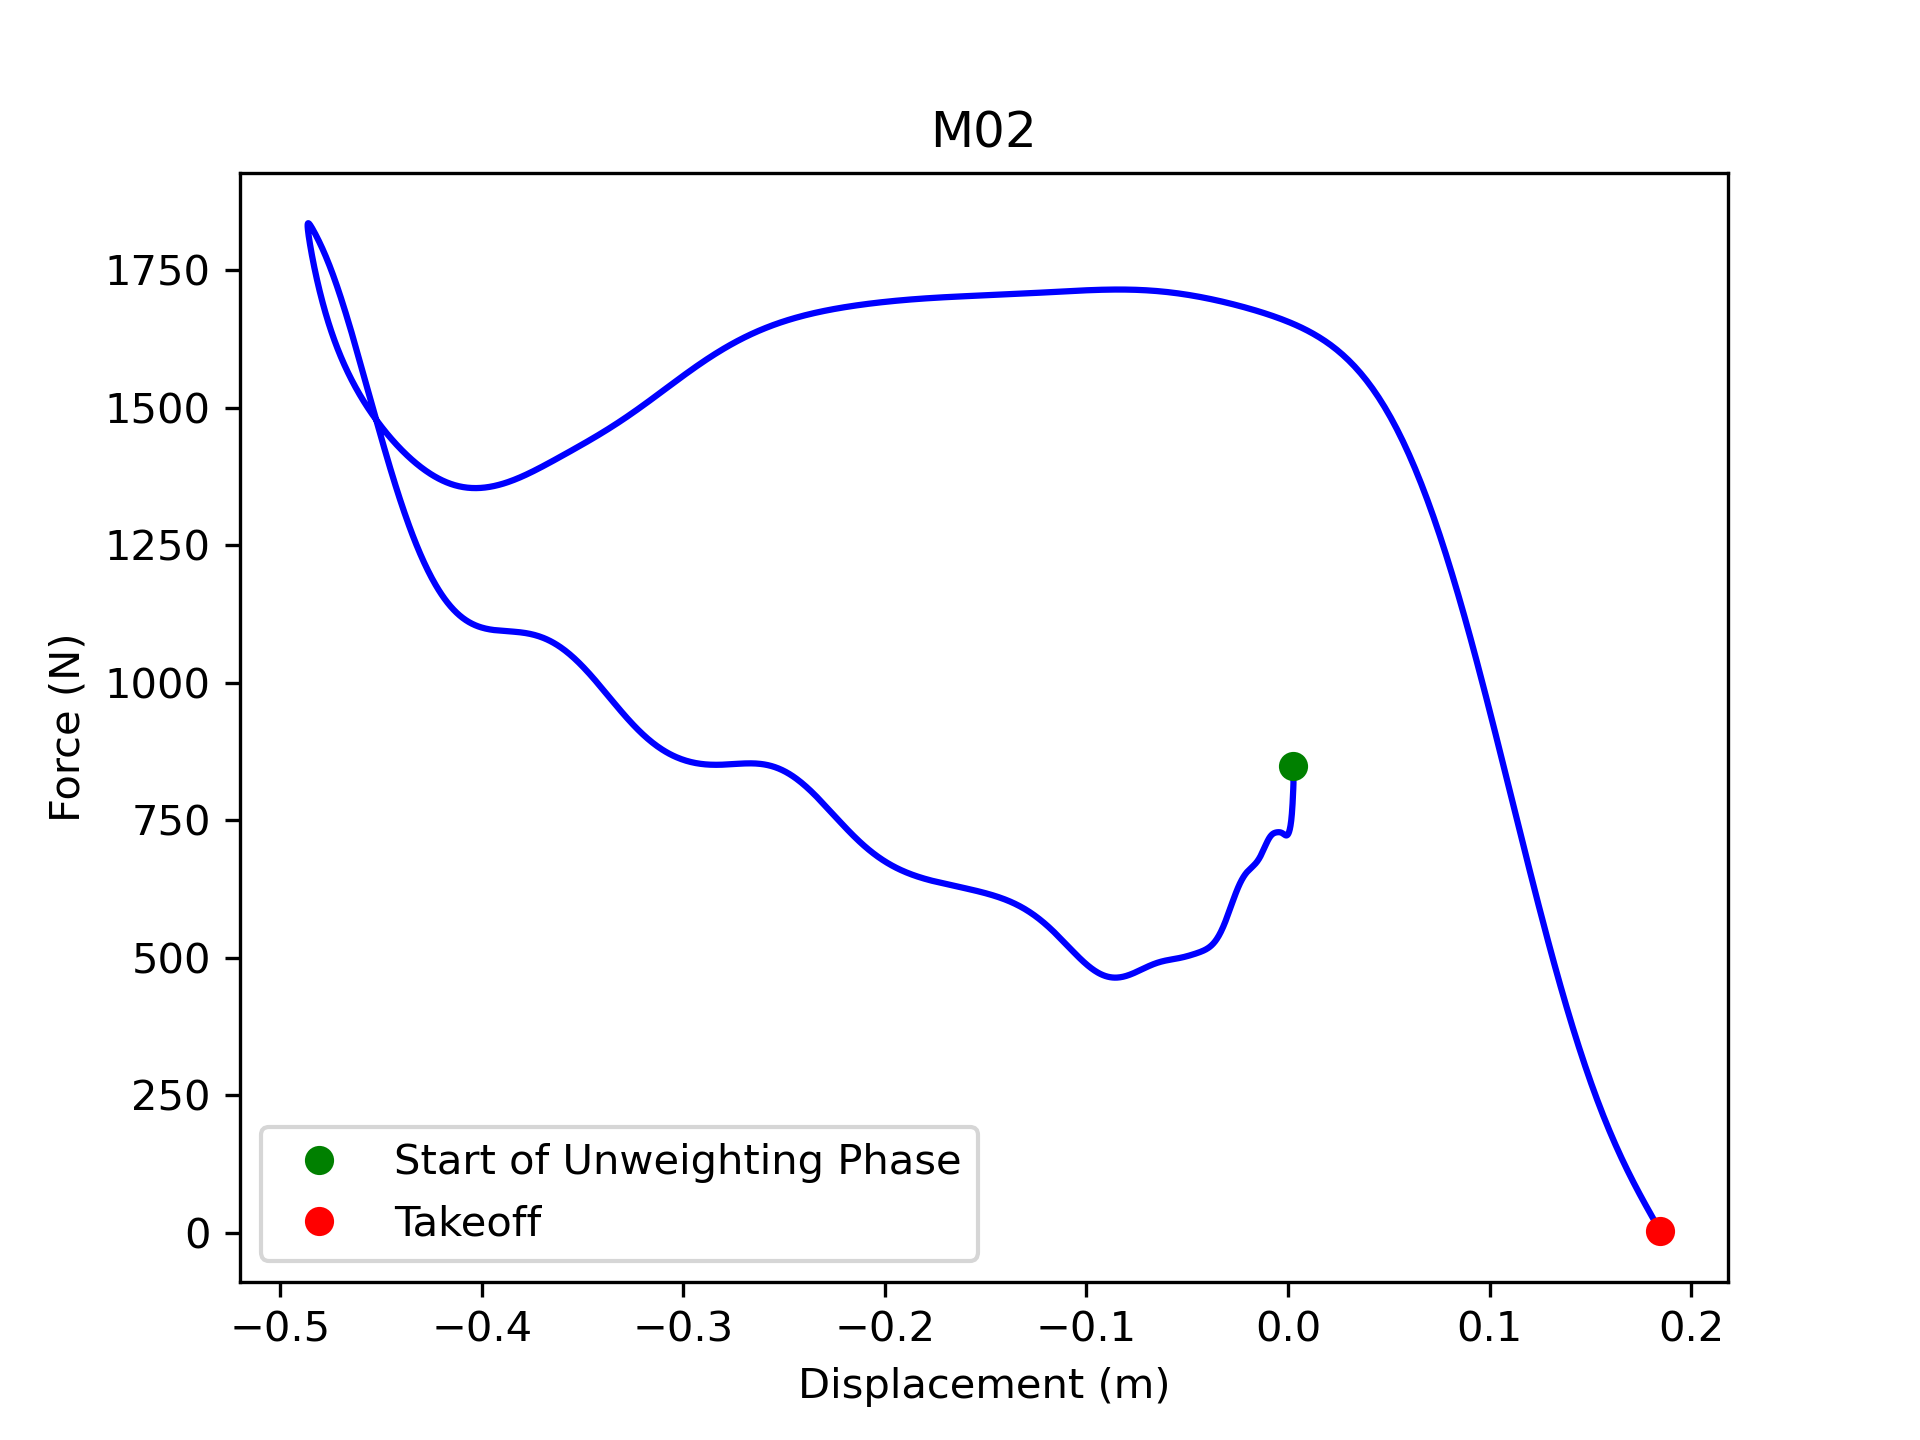 M02
Force (N)
1750
1500
1250
1000
750
500
250
0
−0.5 −0.4 −0.3 −0.2 −0.1 0.0 0.1 0.2
Displacement (m)
Start of Unweighting Phase
Takeoff